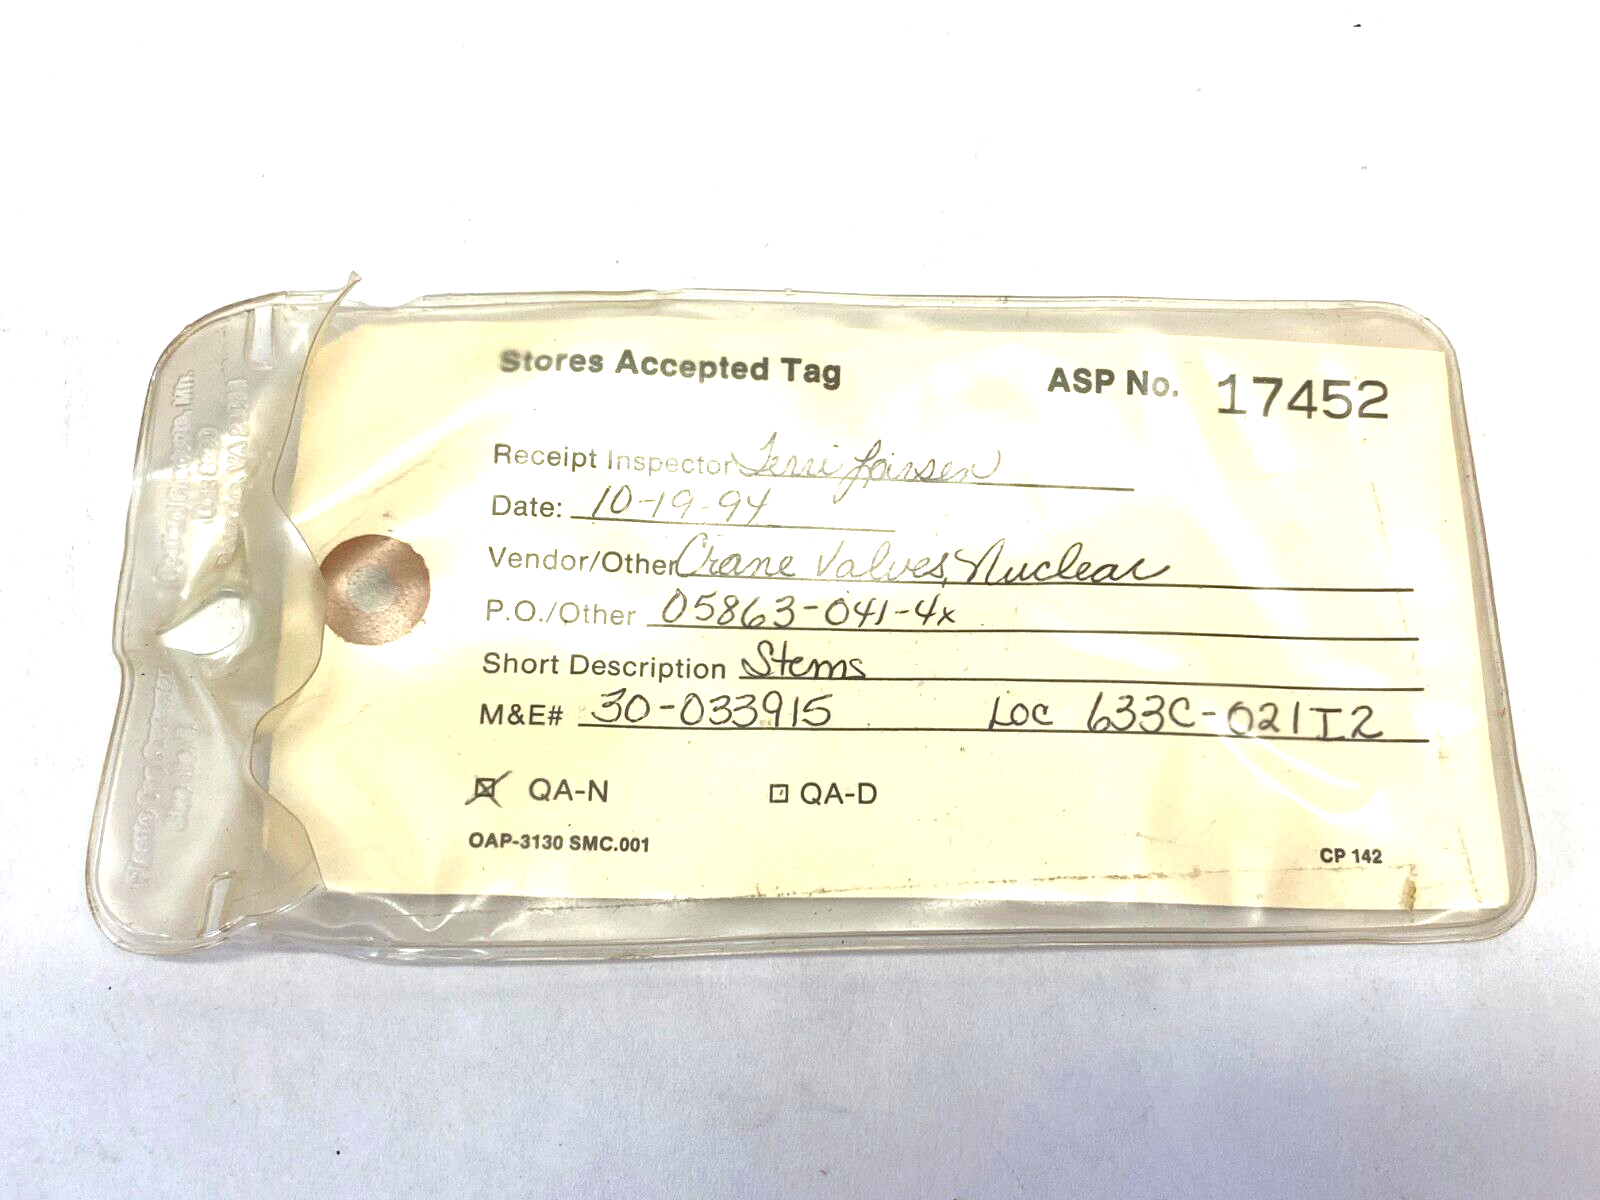 Stores Accepted Tag ASP No. 17452
Receipt Inspector Terri Jansen
Date: 10-19-94
Vendor/Other Crane Valves, Nuclear
P.O./Other 05863-041-4x
Short Description Stems
M&E# 30-033915 Loc 633C-021I2
☒ QA-N ☐ QA-D
OAP-3130 SMC.001 CP 142